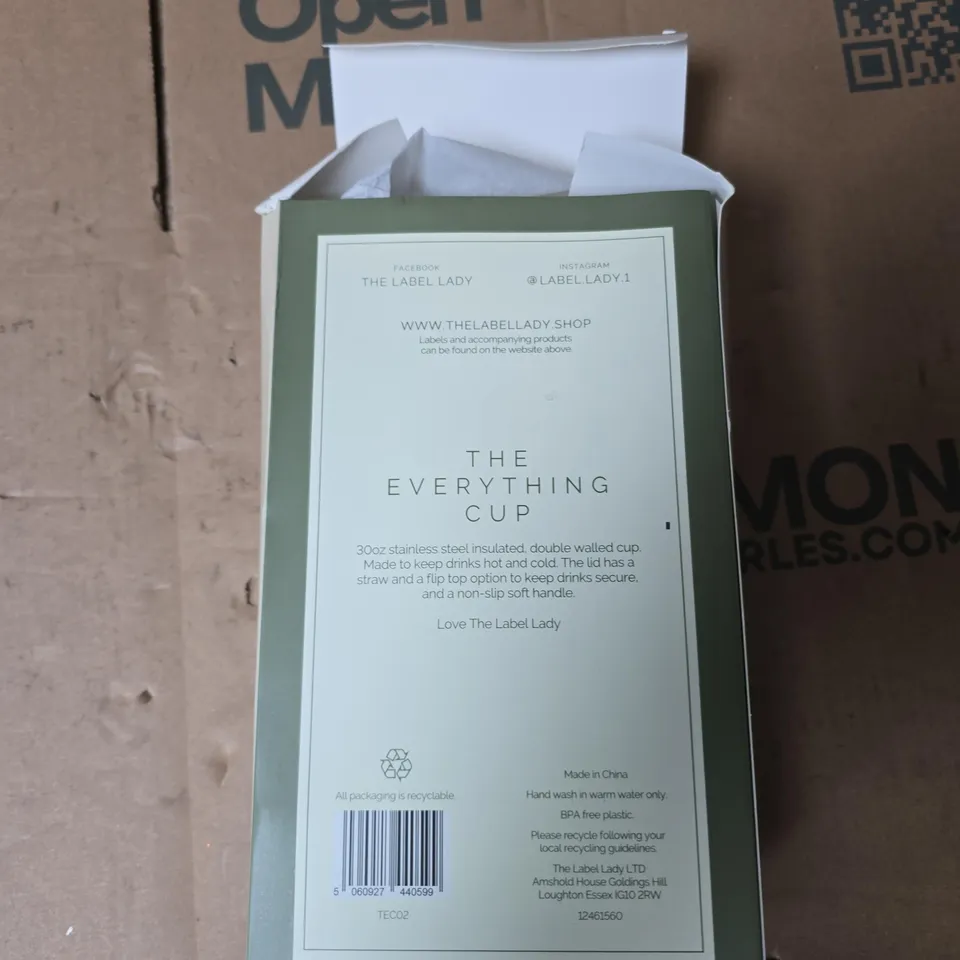 Open
M
FACEBOOK
THE LABEL LADY
INSTAGRAM
@LABEL.LADY.1
WWW.THELABELLADY.SHOP
Labels and accompanying products
can be found on the website above.
THE
EVERYTHING
CUP
MON
RLES.COM
30oz stainless steel insulated, double walled cup.
Made to keep drinks hot and cold. The lid has a
straw and a flip top option to keep drinks secure,
and a non-slip soft handle.
Love The Label Lady
All packaging is recyclable.
5 060927 440599
TEC02
Made in China
Hand wash in warm water only.
BPA free plastic.
Please recycle following your
local recycling guidelines.
The Label Lady LTD
Amshold House Goldings Hill
Loughton Essex IG10 2RW
12461560